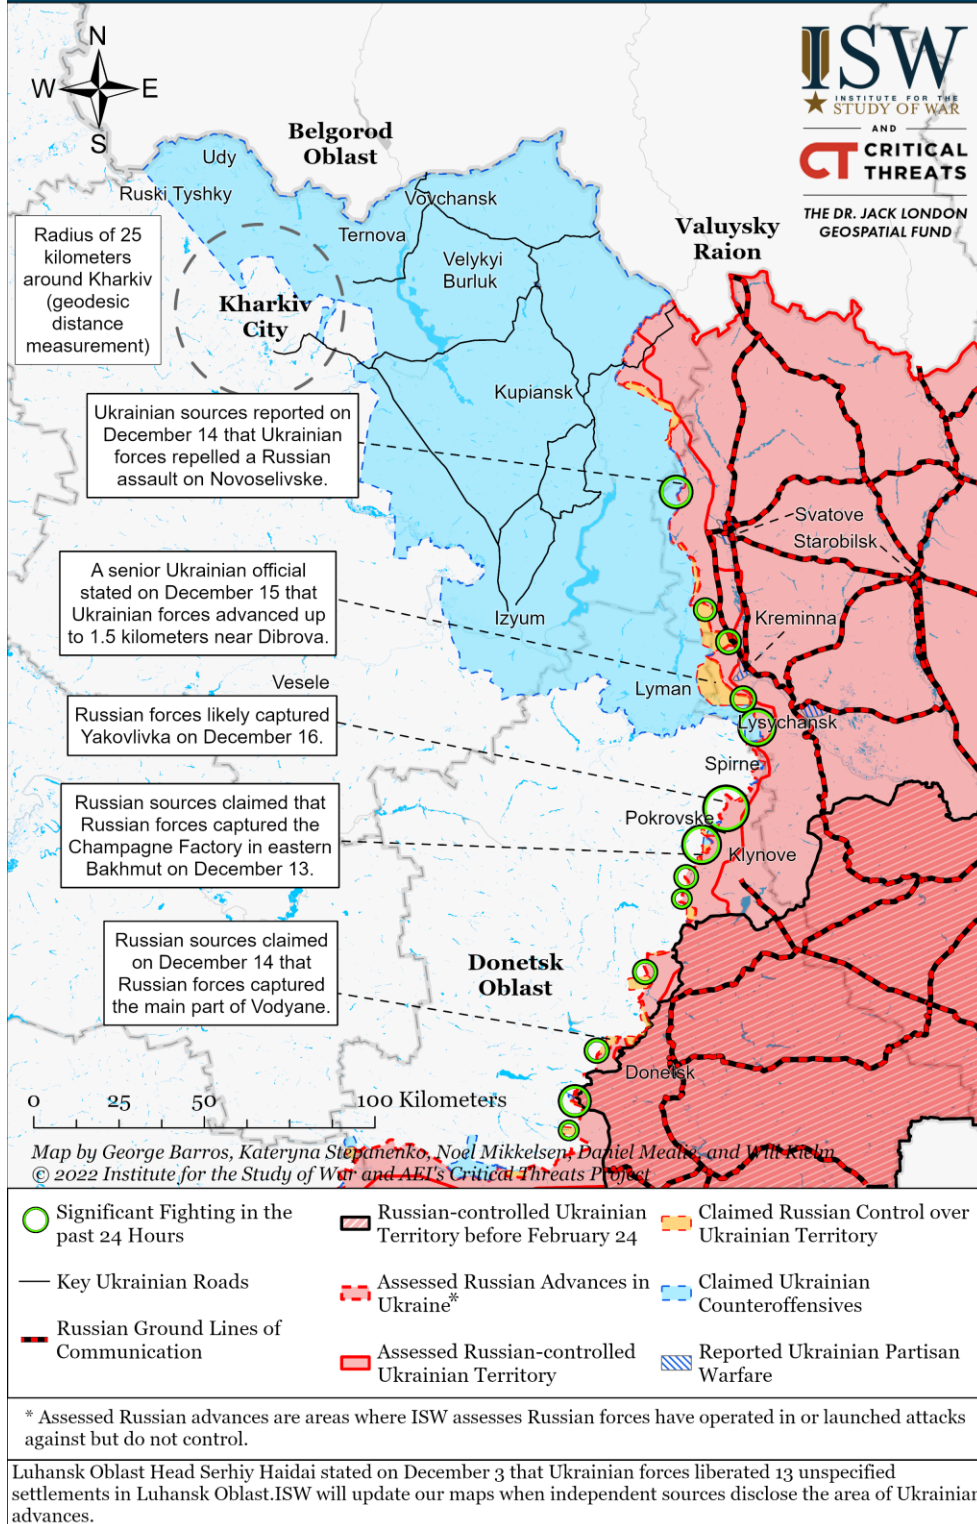 N
W
E
S
ISW
INSTITUTE FOR THE
STUDY OF WAR
AND
CT CRITICAL
THREATS
THE DR. JACK LONDON
GEOSPATIAL FUND
Belgorod
Oblast
Udy
Ruski Tyshky
Vovchansk
Ternova
Velykyi
Burluk
Valuysky
Raion
Radius of 25
kilometers
around Kharkiv
(geodesic
distance
measurement)
Kharkiv
City
Kupiansk
Ukrainian sources reported on
December 14 that Ukrainian
forces repelled a Russian
assault on Novoselivske.
Svatove
Starobilsk
A senior Ukrainian official
stated on December 15 that
Ukrainian forces advanced up
to 1.5 kilometers near Dibrova.
Izyum
Kreminna
Vesele
Lyman
Russian forces likely captured
Yakovlivka on December 16.
Lysychansk
Spirne
Russian sources claimed that
Russian forces captured the
Champagne Factory in eastern
Bakhmut on December 13.
Pokrovske
Klynove
Russian sources claimed
on December 14 that
Russian forces captured
the main part of Vodyane.
Donetsk
Oblast
Donetsk
0 25 50 100 Kilometers
Map by George Barros, Kateryna Stepanenko, Noel Mikkelsen, Daniel Mealie, and Will Kielm
© 2022 Institute for the Study of War and AEI's Critical Threats Project
Significant Fighting in the
past 24 Hours
Key Ukrainian Roads
Russian Ground Lines of
Communication
Russian-controlled Ukrainian
Territory before February 24
Assessed Russian Advances in
Ukraine*
Assessed Russian-controlled
Ukrainian Territory
Claimed Russian Control over
Ukrainian Territory
Claimed Ukrainian
Counteroffensives
Reported Ukrainian Partisan
Warfare
* Assessed Russian advances are areas where ISW assesses Russian forces have operated in or launched attacks
against but do not control.
Luhansk Oblast Head Serhiy Haidai stated on December 3 that Ukrainian forces liberated 13 unspecified
settlements in Luhansk Oblast.ISW will update our maps when independent sources disclose the area of Ukrainian
advances.